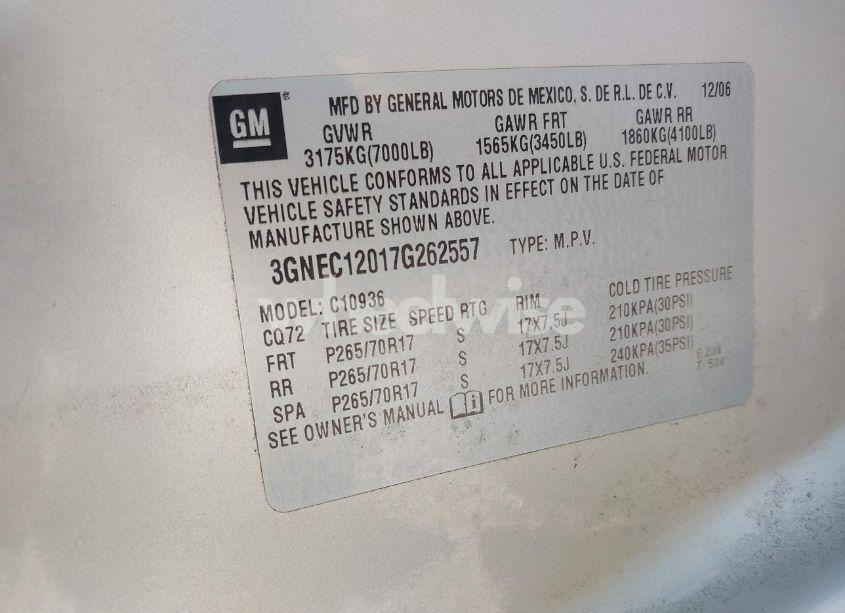 GM® MFD BY GENERAL MOTORS DE MEXICO, S. DE R.L. DE C.V. 12/06
GVWR GAWR FRT GAWR RR
3175KG(7000LB) 1565KG(3450LB) 1860KG(4100LB)
THIS VEHICLE CONFORMS TO ALL APPLICABLE U.S. FEDERAL MOTOR
VEHICLE SAFETY STANDARDS IN EFFECT ON THE DATE OF
MANUFACTURE SHOWN ABOVE.
3GNEC12017G262557 TYPE: M.P.V.
MODEL: C10936
CQ72 TIRE SIZE SPEED RTG RIM COLD TIRE PRESSURE
FRT P265/70R17 S 17X7.5J 210KPA(30PSI)
RR P265/70R17 S 17X7.5J 210KPA(30PSI)
SPA P265/70R17 S 17X7.5J 240KPA(35PSI)
SEE OWNER'S MANUAL FOR MORE INFORMATION.